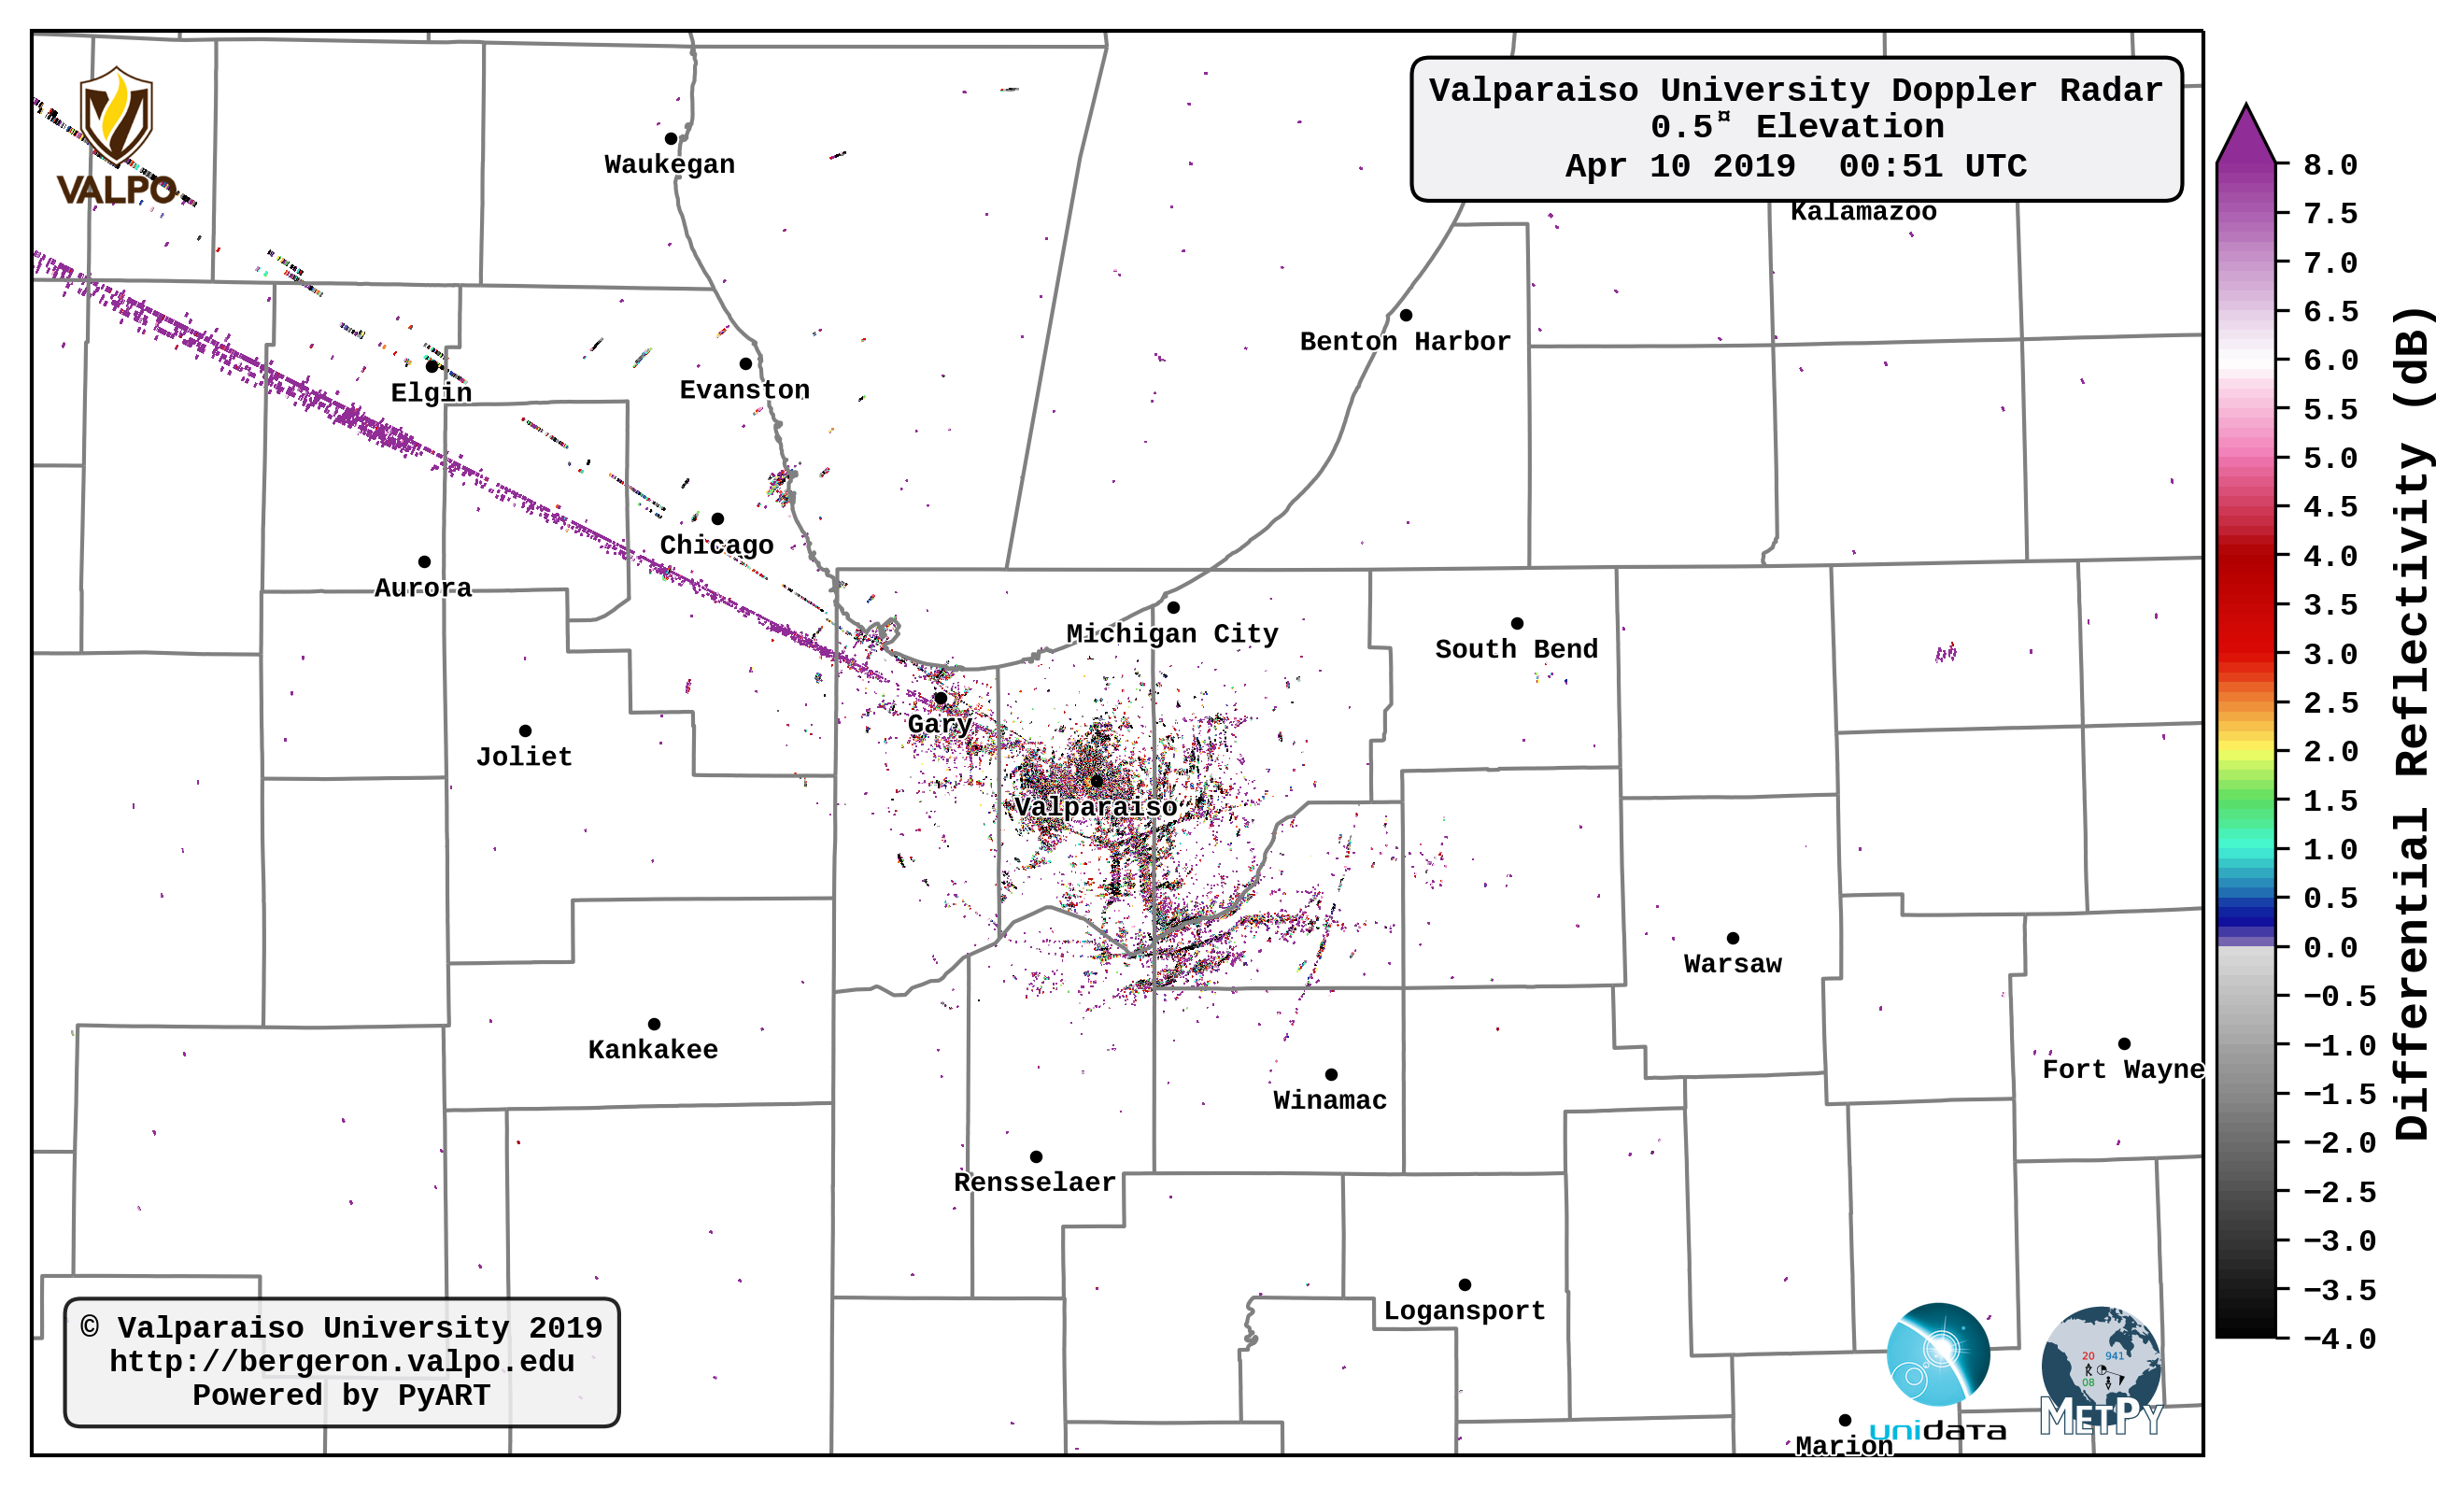 Valparaiso University Doppler Radar
0.5¤ Elevation
Apr 10 2019  00:51 UTC
VALPO
Waukegan
Kalamazoo
Benton Harbor
Elgin
Evanston
Chicago
Aurora
Michigan City
South Bend
Gary
Joliet
Valparaiso
Warsaw
Kankakee
Fort Wayne
Winamac
Rensselaer
Logansport
Marion
8.0
7.5
7.0
6.5
6.0
5.5
5.0
4.5
4.0
3.5
3.0
2.5
2.0
1.5
1.0
0.5
0.0
−0.5
−1.0
−1.5
−2.0
−2.5
−3.0
−3.5
−4.0
Differential Reflectivity (dB)
© Valparaiso University 2019
http://bergeron.valpo.edu
Powered by PyART
unidata
20 941
08
METPY